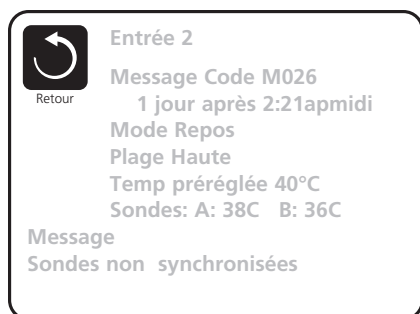 Entrée 2
Retour
Message Code M026
1 jour après 2:21apmidi
Mode Repos
Plage Haute
Temp préréglée 40°C
Sondes: A: 38C B: 36C
Message
Sondes non synchronisées